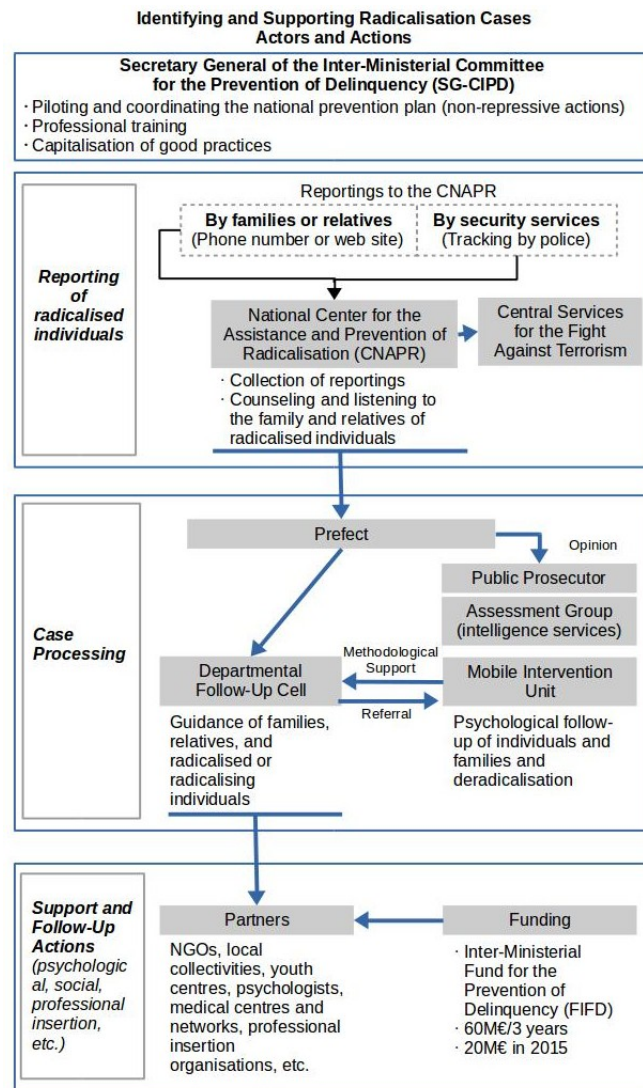 Identifying and Supporting Radicalisation Cases
Actors and Actions
Secretary General of the Inter-Ministerial Committee
for the Prevention of Delinquency (SG-CIPD)
· Piloting and coordinating the national prevention plan (non-repressive actions)
· Professional training
· Capitalisation of good practices
Reporting
of
radicalised
individuals
Reportings to the CNAPR
By families or relatives
(Phone number or web site)
By security services
(Tracking by police)
National Center for the
Assistance and Prevention of
Radicalisation (CNAPR)
Central Services
for the Fight
Against Terrorism
· Collection of reportings
· Counseling and listening to
the family and relatives of
radicalised individuals
Case
Processing
Prefect
Opinion
Public Prosecutor
Assessment Group
(intelligence services)
Departmental
Follow-Up Cell
Methodological
Support
Referral
Mobile Intervention
Unit
Guidance of families,
relatives, and
radicalised or
radicalising
individuals
Psychological follow-
up of individuals and
families and
deradicalisation
Support and
Follow-Up
Actions
(psychologic
al, social,
professional
insertion,
etc.)
Partners
NGOs, local
collectivities, youth
centres, psychologists,
medical centres and
networks, professional
insertion
organisations, etc.
Funding
· Inter-Ministerial
Fund for the
Prevention of
Delinquency (FIFD)
· 60M€/3 years
· 20M€ in 2015